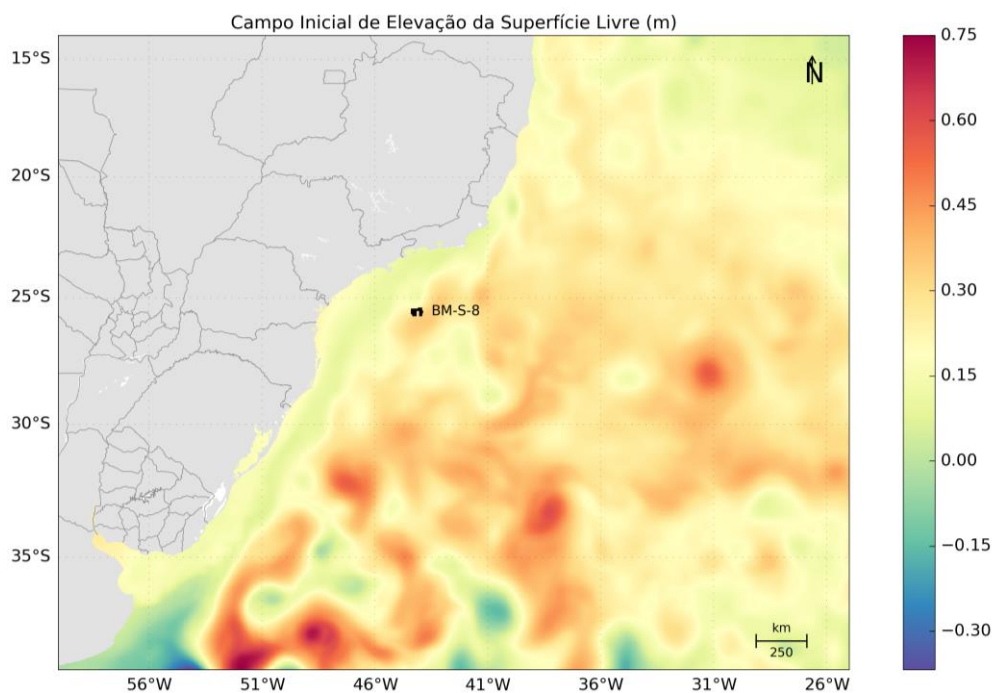 Campo Inicial de Elevação da Superfície Livre (m)
15°S
20°S
25°S
30°S
35°S
56°W
51°W
46°W
41°W
36°W
31°W
26°W
N
BM-S-8
km
250
0.75
0.60
0.45
0.30
0.15
0.00
−0.15
−0.30